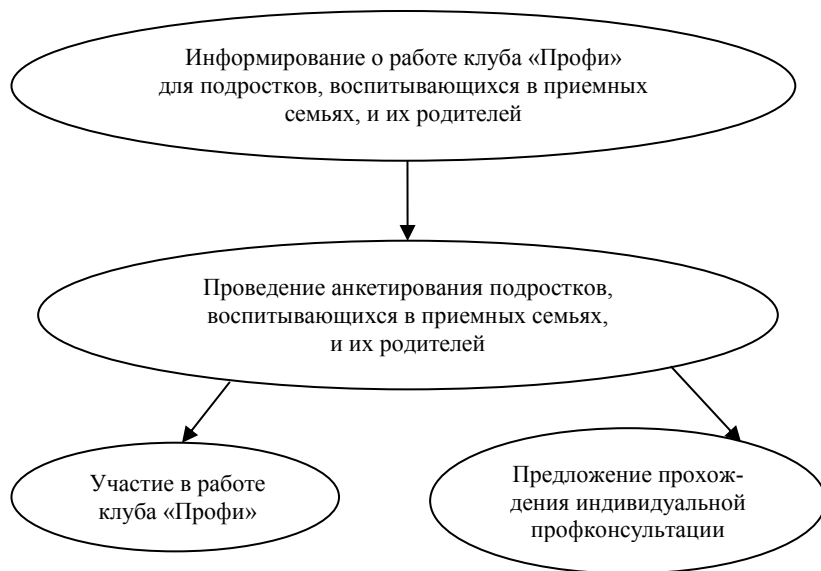 Информирование о работе клуба «Профи»
для подростков, воспитывающихся в приемных
семьях, и их родителей
Проведение анкетирования подростков,
воспитывающихся в приемных семьях,
и их родителей
Участие в работе
клуба «Профи»
Предложение прохож-
дения индивидуальной
профконсультации